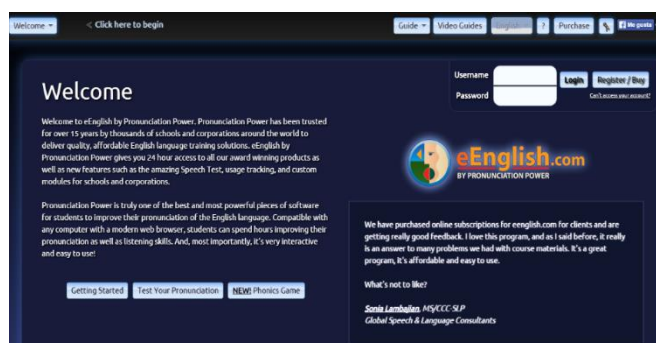 Welcome
< Click here to begin
Guide
Video Guides
English
?
Purchase
Me gusta
Username
Password
Login
Register / Buy
Can't access your account?
Welcome
Welcome to eEnglish by Pronunciation Power. Pronunciation Power has been trusted
for over 15 years by thousands of schools and corporations around the world to
deliver quality, affordable English language training solutions. eEnglish by
Pronunciation Power gives you 24 hour access to all our award winning products as
well as new features such as the amazing Speech Test, usage tracking, and custom
modules for schools and corporations.
Pronunciation Power is truly one of the best and most powerful pieces of software
for students to improve their pronunciation of the English language. Compatible with
any computer with a modern web browser, students can spend hours improving their
pronunciation as well as listening skills. And, most importantly, it's very interactive
and easy to use!
Getting Started
Test Your Pronunciation
NEW! Phonics Game
eEnglish.com
BY PRONUNCIATION POWER
We have purchased online subscriptions for eenglish.com for clients and are
getting really good feedback. I love this program, and as I said before, it really
is an answer to many problems we had with course materials. It's a great
program, it's affordable and easy to use.
What's not to like?
Sonia Lambajian, MS/CCC-SLP
Global Speech & Language Consultants